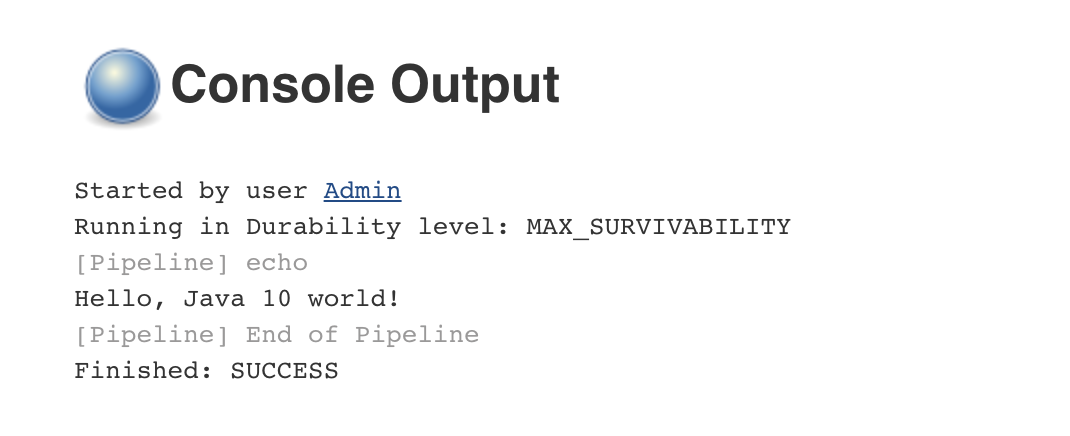 Console Output
Started by user Admin
Running in Durability level: MAX_SURVIVABILITY
[Pipeline] echo
Hello, Java 10 world!
[Pipeline] End of Pipeline
Finished: SUCCESS